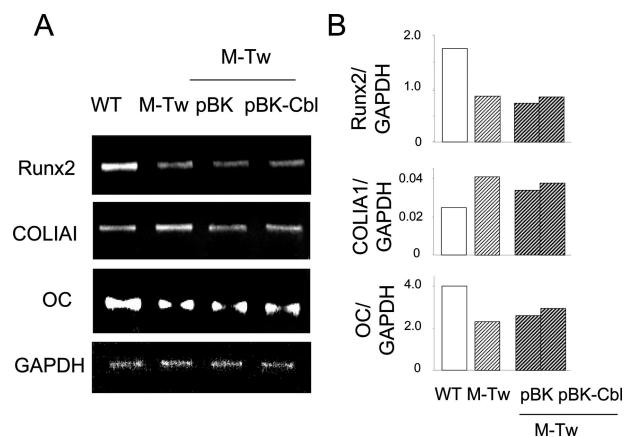 A
M-Tw
WT M-Tw pBK pBK-Cbl
Runx2
COLIAI
OC
GAPDH
B
Runx2/
GAPDH
2.0
1.0
0
COLIA1/
GAPDH
0.04
0.02
0
OC/
GAPDH
4.0
2.0
0
WT M-Tw pBK pBK-Cbl
M-Tw